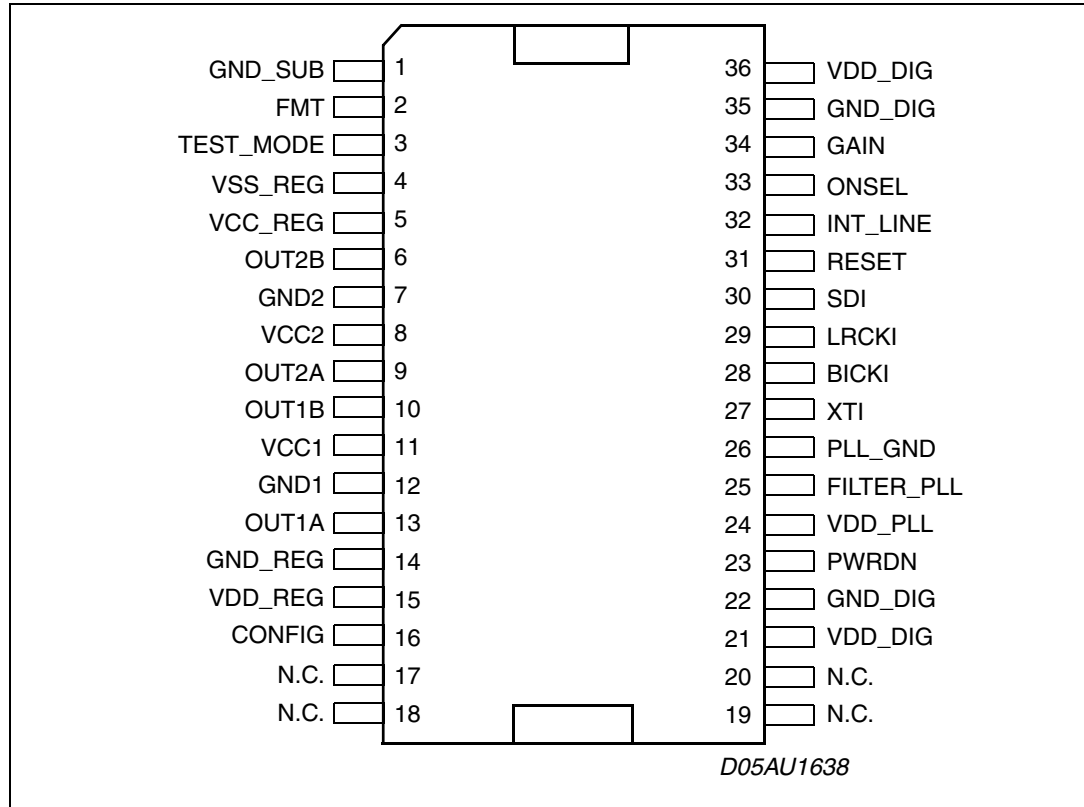 GND_SUB 1 36 VDD_DIG
FMT 2 35 GND_DIG
TEST_MODE 3 34 GAIN
VSS_REG 4 33 ONSEL
VCC_REG 5 32 INT_LINE
OUT2B 6 31 RESET
GND2 7 30 SDI
VCC2 8 29 LRCKI
OUT2A 9 28 BICKI
OUT1B 10 27 XTI
VCC1 11 26 PLL_GND
GND1 12 25 FILTER_PLL
OUT1A 13 24 VDD_PLL
GND_REG 14 23 PWRDN
VDD_REG 15 22 GND_DIG
CONFIG 16 21 VDD_DIG
N.C. 17 20 N.C.
N.C. 18 19 N.C.
D05AU1638